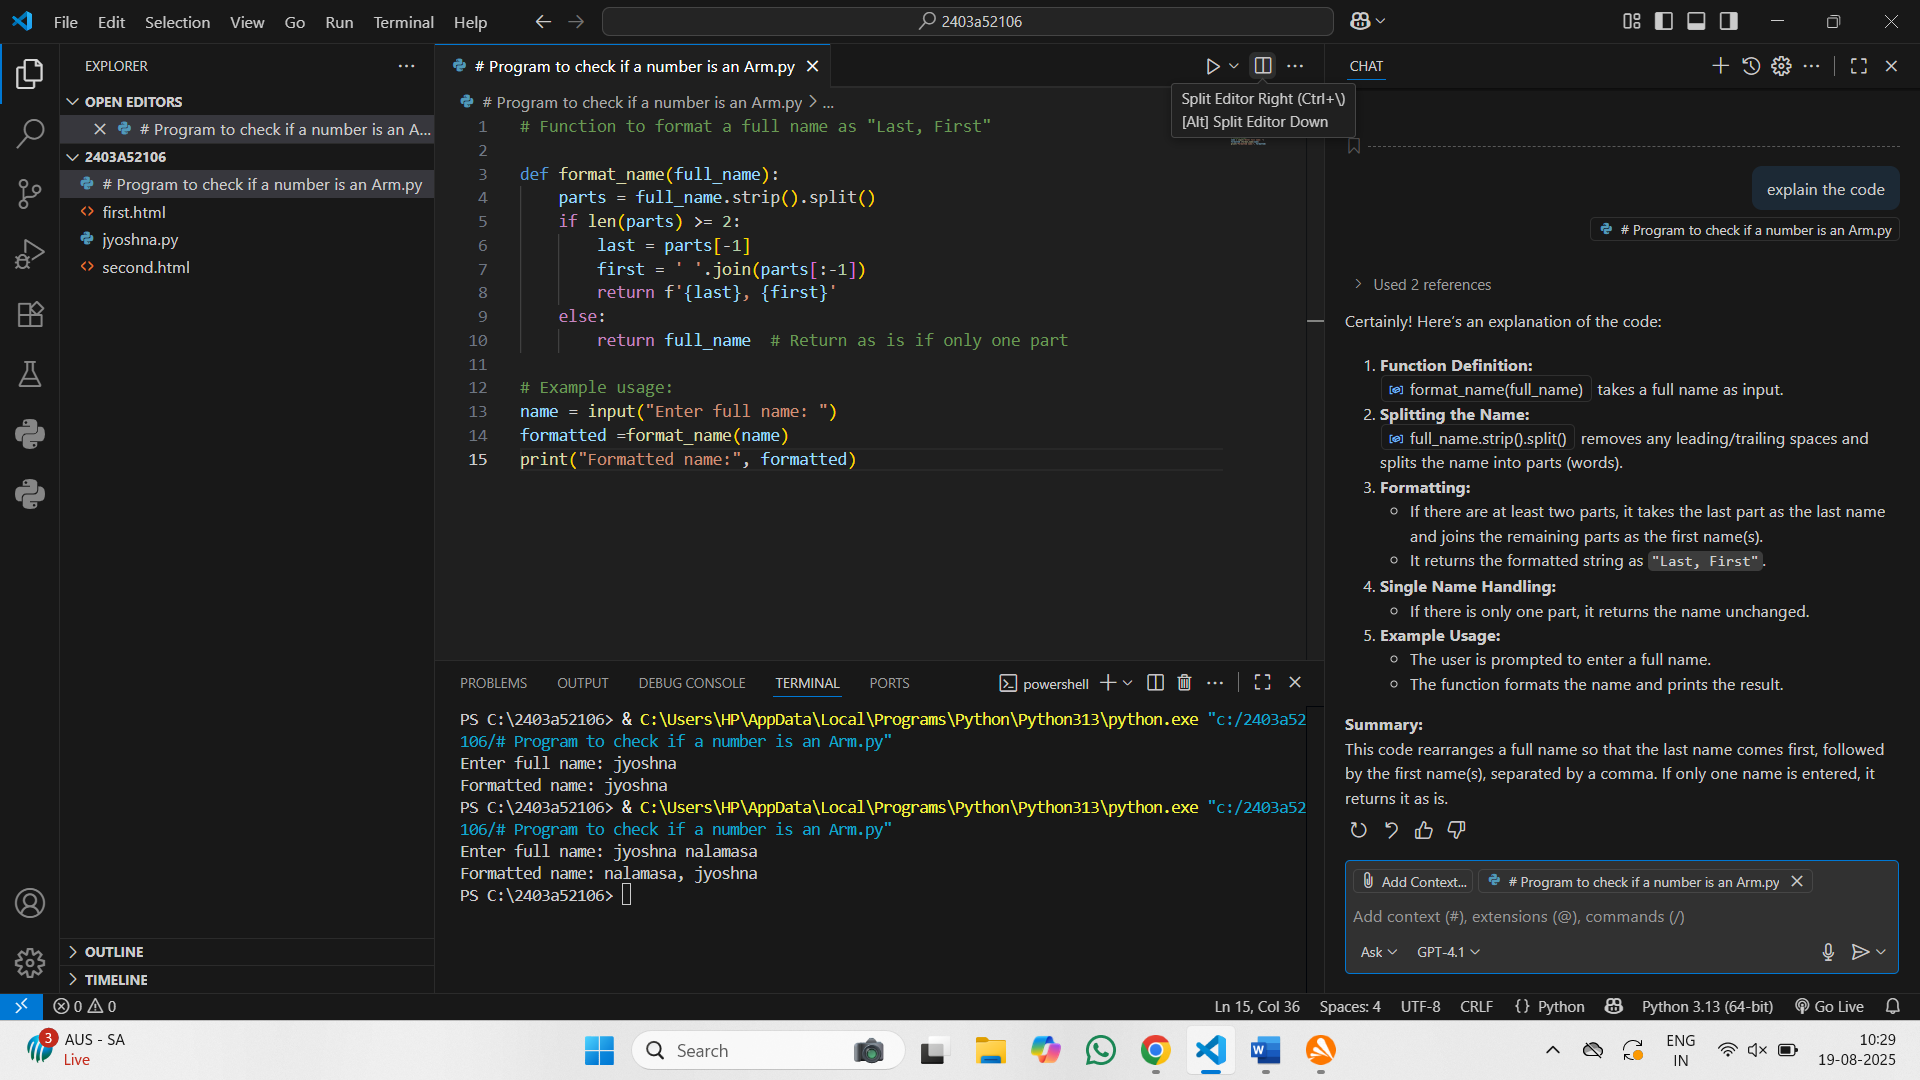 File Edit Selection View Go Run Terminal Help
2403a52106
EXPLORER
OPEN EDITORS
# Program to check if a number is an A...
2403A52106
# Program to check if a number is an Arm.py
first.html
jyoshna.py
second.html
OUTLINE
TIMELINE
# Program to check if a number is an Arm.py
# Program to check if a number is an Arm.py > ...
Split Editor Right (Ctrl+\)
[Alt] Split Editor Down
1 # Function to format a full name as "Last, First"
2
3 def format_name(full_name):
4 parts = full_name.strip().split()
5 if len(parts) >= 2:
6 last = parts[-1]
7 first = ' '.join(parts[:-1])
8 return f'{last}, {first}'
9 else:
10 return full_name  # Return as is if only one part
11
12 # Example usage:
13 name = input("Enter full name: ")
14 formatted =format_name(name)
15 print("Formatted name:", formatted)
PROBLEMS OUTPUT DEBUG CONSOLE TERMINAL PORTS
powershell
PS C:\2403a52106> & C:\Users\HP\AppData\Local\Programs\Python\Python313\python.exe "c:/2403a52
106/# Program to check if a number is an Arm.py"
Enter full name: jyoshna
Formatted name: jyoshna
PS C:\2403a52106> & C:\Users\HP\AppData\Local\Programs\Python\Python313\python.exe "c:/2403a52
106/# Program to check if a number is an Arm.py"
Enter full name: jyoshna nalamasa
Formatted name: nalamasa, jyoshna
PS C:\2403a52106>
CHAT
explain the code
# Program to check if a number is an Arm.py
Used 2 references
Certainly! Here's an explanation of the code:
1. Function Definition:
format_name(full_name) takes a full name as input.
2. Splitting the Name:
full_name.strip().split() removes any leading/trailing spaces and
splits the name into parts (words).
3. Formatting:
If there are at least two parts, it takes the last part as the last name
and joins the remaining parts as the first name(s).
It returns the formatted string as "Last, First".
4. Single Name Handling:
If there is only one part, it returns the name unchanged.
5. Example Usage:
The user is prompted to enter a full name.
The function formats the name and prints the result.
Summary:
This code rearranges a full name so that the last name comes first, followed
by the first name(s), separated by a comma. If only one name is entered, it
returns it as is.
Add Context... # Program to check if a number is an Arm.py
Add context (#), extensions (@), commands (/)
Ask GPT-4.1
0 0
Ln 15, Col 36 Spaces: 4 UTF-8 CRLF {} Python Python 3.13 (64-bit) Go Live
3
AUS - SA
Live
Search
ENG
IN
10:29
19-08-2025